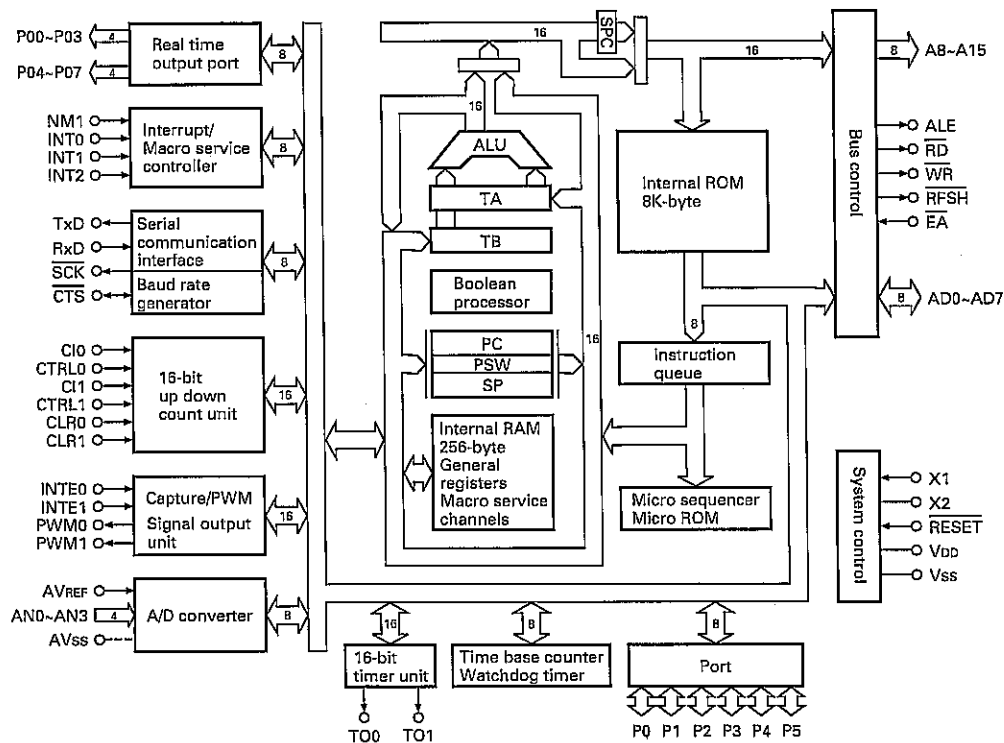 P00~P03
4
P04~P07
4
Real time
output port
8
NM1
INT0
INT1
INT2
Interrupt/
Macro service
controller
8
TxD
RxD
SCK
CTS
Serial
communication
interface
Baud rate
generator
8
CI0
CTRL0
CI1
CTRL1
CLR0
CLR1
16-bit
up down
count unit
16
INTE0
INTE1
PWM0
PWM1
Capture/PWM
Signal output
unit
16
AVREF
AN0~AN3
4
AVSS
A/D converter
8
16
SPC
16
16
ALU
TA
TB
Boolean
processor
PC
PSW
SP
16
Internal RAM
256-byte
General
registers
Macro service
channels
Internal ROM
8K-byte
8
Instruction
queue
Micro sequencer
Micro ROM
Bus control
8
A8~A15
ALE
RD
WR
RFSH
EA
8
AD0~AD7
System control
X1
X2
RESET
VDD
VSS
16
8
8
16-bit
timer unit
TO0
TO1
Time base counter
Watchdog timer
Port
P0
P1
P2
P3
P4
P5